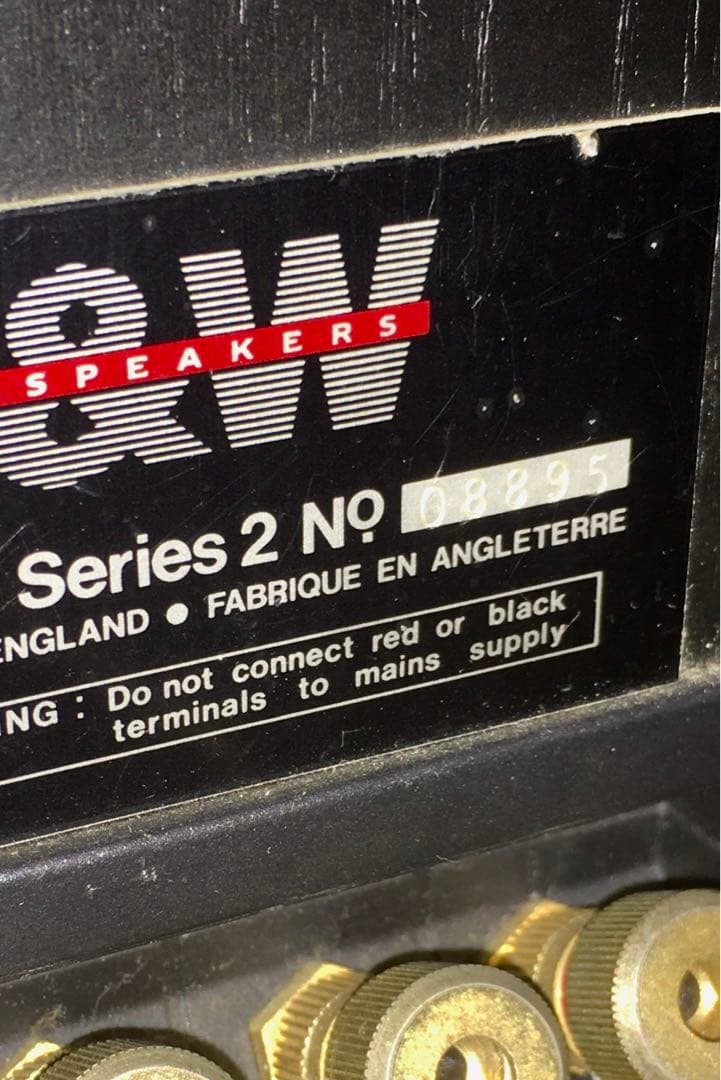 &W
SPEAKERS
Series 2 Nº 08895
ENGLAND ● FABRIQUE EN ANGLETERRE
ING : Do not connect red or black
terminals to mains supply